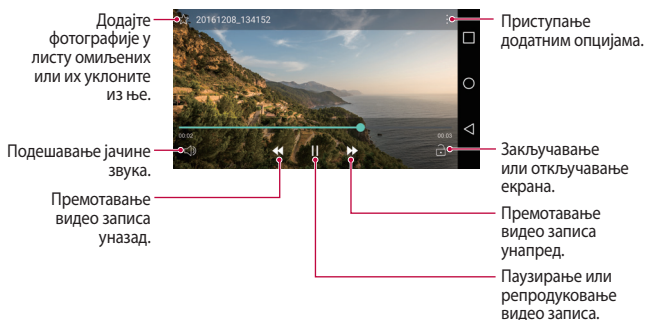 Додајте
фотографије у
листу омиљених
или их уклоните
из ње.
20161208_134152
Приступање
додатним опцијама.
00:02
00:03
Подешавање јачине
звука.
Закључавање
или откључавање
екрана.
Премотавање
видео записа
уназад.
Премотавање
видео записа
унапред.
Паузирање или
репродуковање
видео записа.